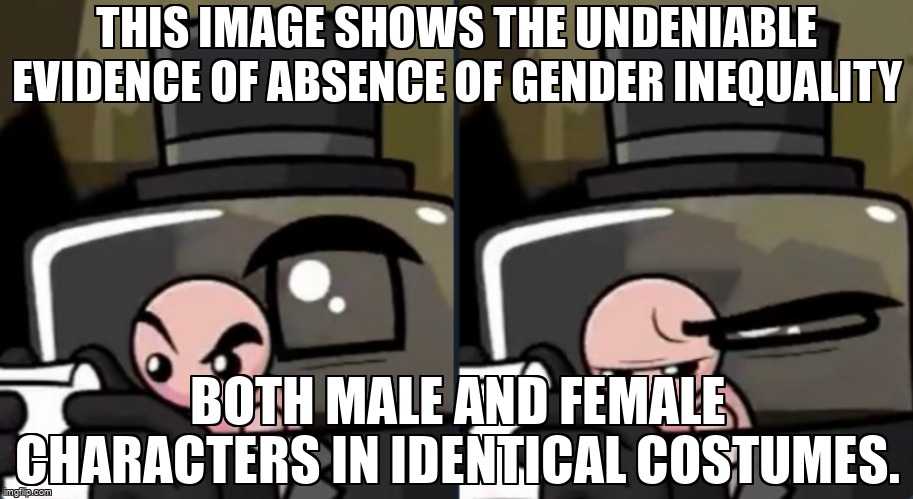 THIS IMAGE SHOWS THE UNDENIABLE
EVIDENCE OF ABSENCE OF GENDER INEQUALITY
BOTH MALE AND FEMALE
CHARACTERS IN IDENTICAL COSTUMES.
imgflip.com